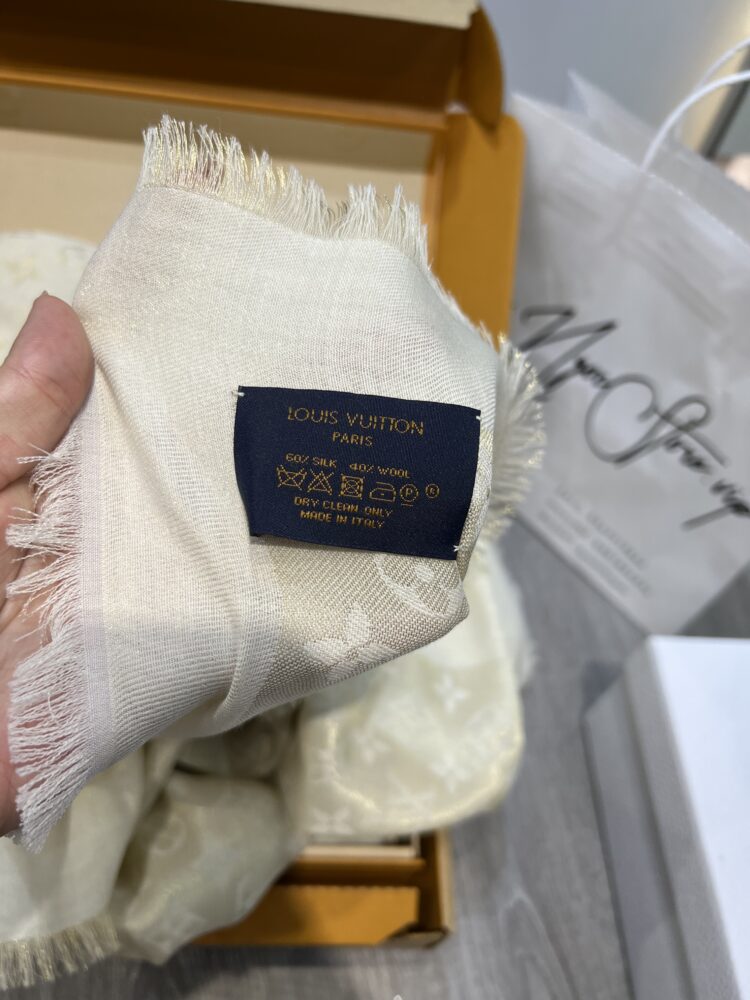 LOUIS VUITTON
PARIS
60% SILK 40% WOOL
P ®
DRY CLEAN ONLY
MADE IN ITALY